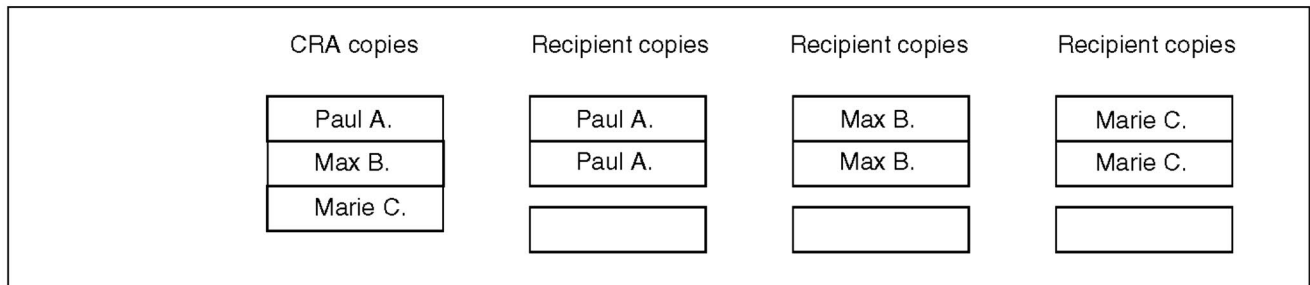 CRA copies Recipient copies Recipient copies Recipient copies
Paul A. Paul A. Max B. Marie C.
Max B. Paul A. Max B. Marie C.
Marie C.